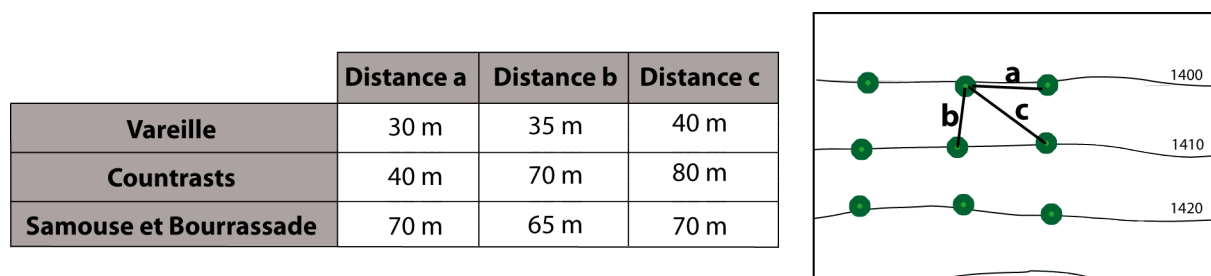 Distance a Distance b Distance c
Vareille 30 m 35 m 40 m
Countrasts 40 m 70 m 80 m
Samouse et Bourrassade 70 m 65 m 70 m
a
1400
b c
1410
1420